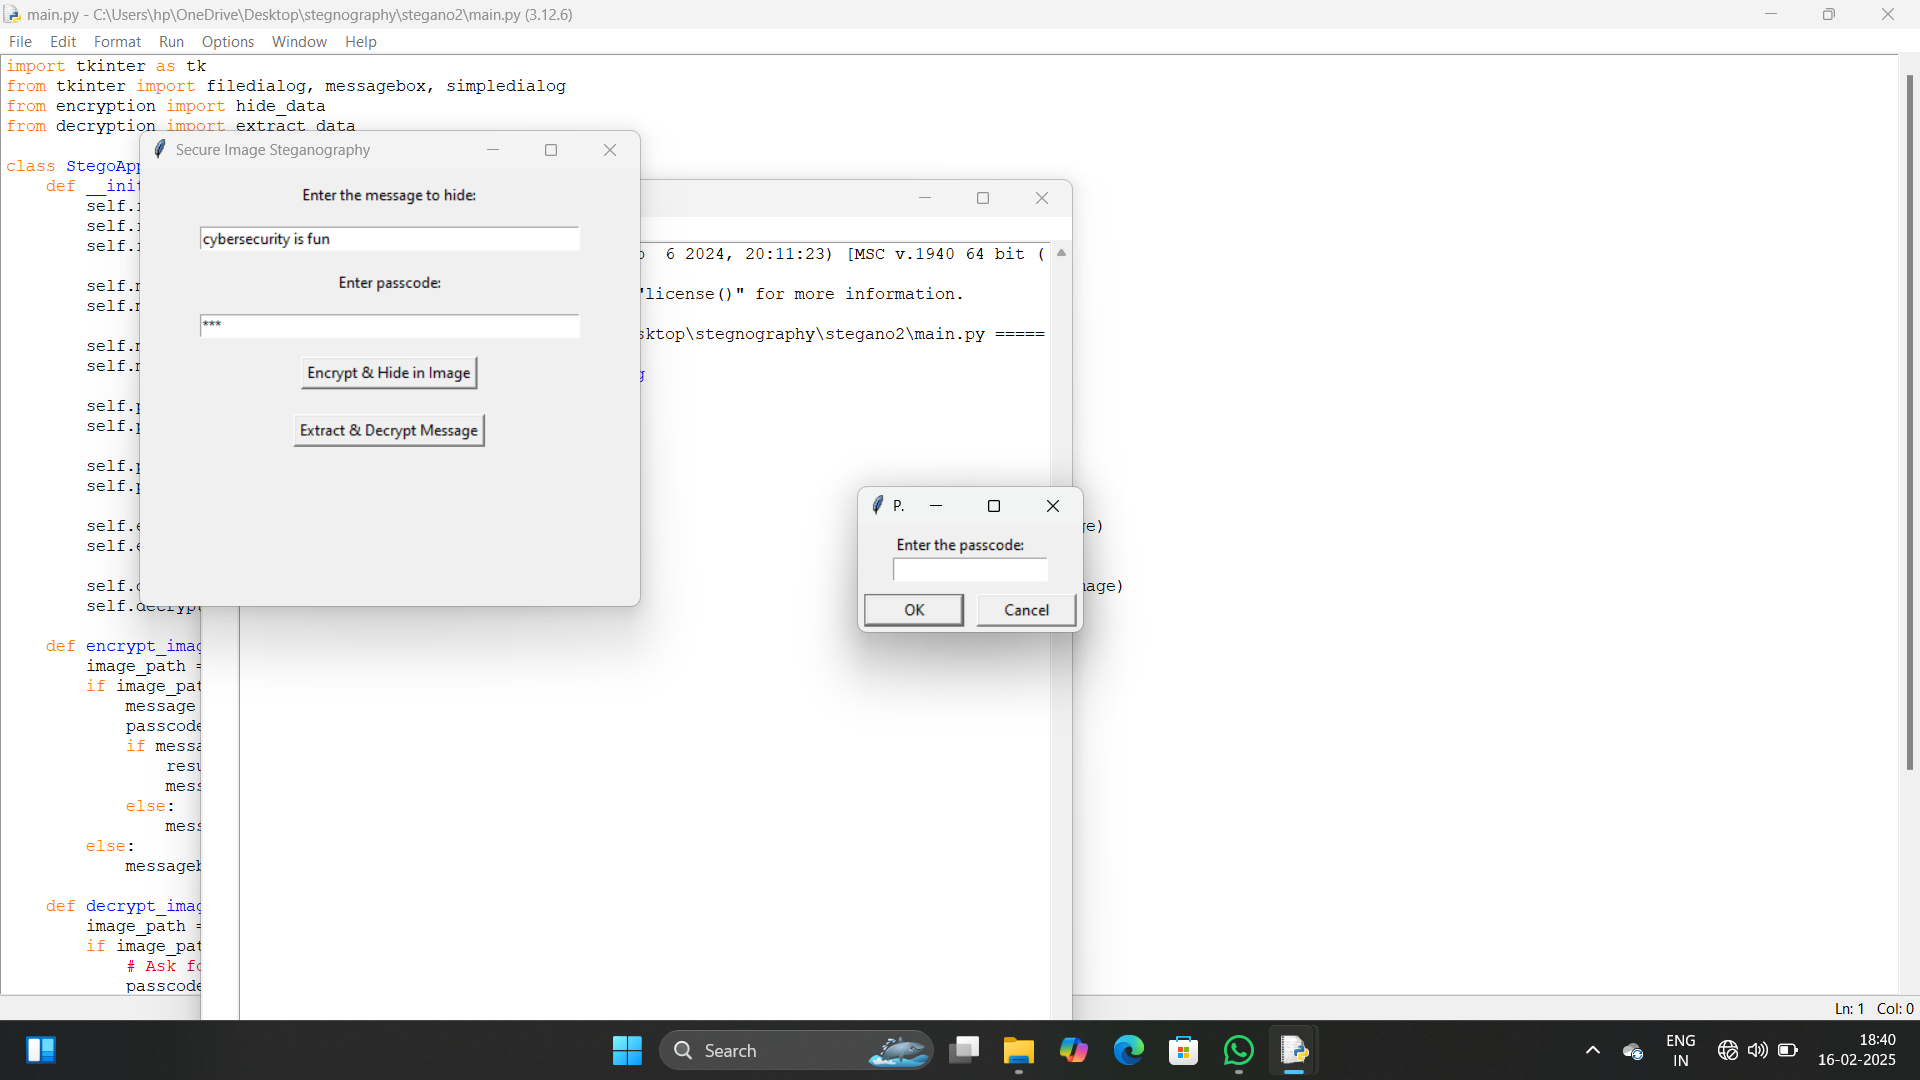 main.py - C:\Users\hp\OneDrive\Desktop\stegnography\stegano2\main.py (3.12.6)
File Edit Format Run Options Window Help
import tkinter as tk
from tkinter import filedialog, messagebox, simpledialog
from encryption import hide_data
from decryption import extract_data
class StegoApp
def __init
self.
self.
self.
self.
self.
self.
self.
self.p
self.p
self.p
self.p
self.e
self.e
self.
self.decrypt
def encrypt_imag
image_path =
if image_pat
message
passcode
if messa
resu
mess
else:
mess
else:
messageb
def decrypt_imag
image_path =
if image_pat
# Ask fo
passcode
Secure Image Steganography
Enter the message to hide:
cybersecurity is fun
Enter passcode:
***
Encrypt & Hide in Image
Extract & Decrypt Message
6 2024, 20:11:23) [MSC v.1940 64 bit (
"license()" for more information.
sktop\stegnography\stegano2\main.py =====
g
e)
age)
P.
Enter the passcode:
OK Cancel
Ln: 1 Col: 0
Search
ENG
IN
18:40
16-02-2025